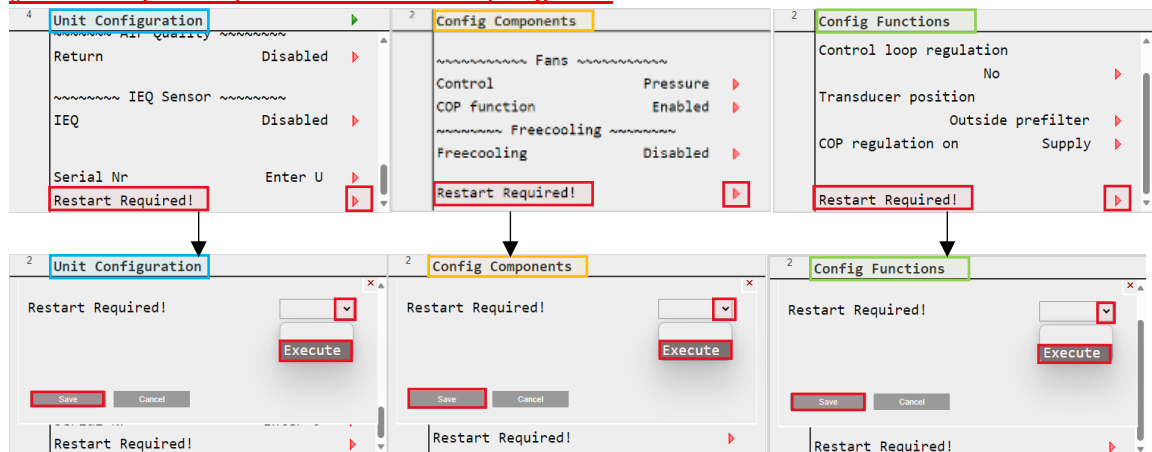 4 Unit Configuration
~~~~~~~ Air Quality ~~~~~~~~
Return Disabled
~~~~~~~~ IEQ Sensor ~~~~~~~~
IEQ Disabled
Serial Nr Enter U
Restart Required!
2 Config Components
~~~~~~~~~~~ Fans ~~~~~~~~~~~
Control Pressure
COP function Enabled
~~~~~~~~ Freecooling ~~~~~~~~
Freecooling Disabled
Restart Required!
2 Config Functions
Control loop regulation
No
Transducer position
Outside prefilter
COP regulation on Supply
Restart Required!
2 Unit Configuration
Restart Required!
Execute
Save Cancel
Restart Required!
2 Config Components
Restart Required!
Execute
Save Cancel
Restart Required!
2 Config Functions
Restart Required!
Execute
Save Cancel
Restart Required!